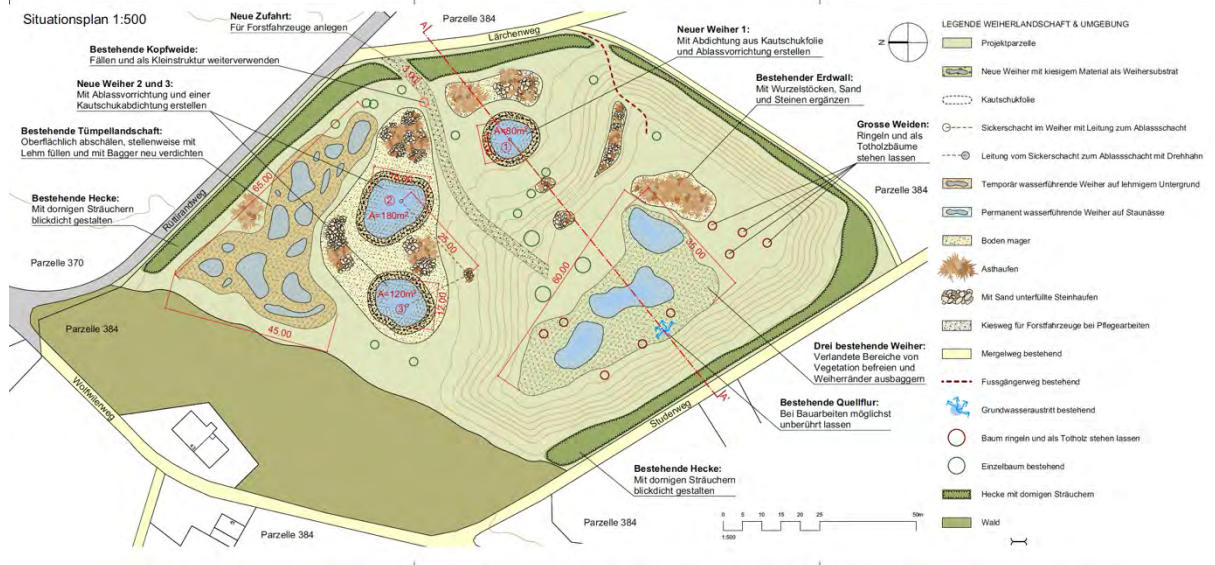 Situationsplan 1:500
Neue Zufahrt:
Für Forstfahrzeuge anlegen
Bestehende Kopfweide:
Fällen und als Kleinstruktur weiterverwenden
Neue Weiher 2 und 3:
Mit Ablassvorrichtung und einer
Kautschukabdichtung erstellen
Bestehende Tümpellandschaft:
Oberflächlich abschälen, stellenweise mit
Lehm füllen und mit Bagger neu verdichten
Bestehende Hecke:
Mit dornigen Sträuchern
blickdicht gestalten
Parzelle 370
Parzelle 384
Rüttirandweg
Wolfwilerweg
Parzelle 384
Lärchenweg
Neuer Weiher 1:
Mit Abdichtung aus Kautschukfolie
und Ablassvorrichtung erstellen
Bestehender Erdwall:
Mit Wurzelstöcken, Sand
und Steinen ergänzen
Grosse Weiden:
Ringeln und als
Totholzbäume
stehen lassen
Parzelle 384
Drei bestehende Weiher:
Verlandete Bereiche von
Vegetation befreien und
Weiherränder ausbaggern
Bestehende Quellflur:
Bei Bauarbeiten möglichst
unberührt lassen
Studerweg
Bestehende Hecke:
Mit dornigen Sträuchern
blickdicht gestalten
Parzelle 384
Parzelle 384
A
A'
3.00
A=80m²
1
65.00
2
A=180m²
25.00
A=120m²
3
12.00
45.00
60.00
35.00
0 5 10 15 20 25 50m
1:500
N
LEGENDE WEIHERLANDSCHAFT & UMGEBUNG
Projektparzelle
Neue Weiher mit kiesigem Material als Weihersubstrat
Kautschukfolie
Sickerschacht im Weiher mit Leitung zum Ablassschacht
Leitung vom Sickerschacht zum Ablassschacht mit Drehhahn
Temporär wasserführende Weiher auf lehmigem Untergrund
Permanent wasserführende Weiher auf Staunässe
Boden mager
Asthaufen
Mit Sand unterfüllte Steinhaufen
Kiesweg für Forstfahrzeuge bei Pflegearbeiten
Mergelweg bestehend
Fussgängerweg bestehend
Grundwasseraustritt bestehend
Baum ringeln und als Totholz stehen lassen
Einzelbaum bestehend
Hecke mit dornigen Sträuchern
Wald